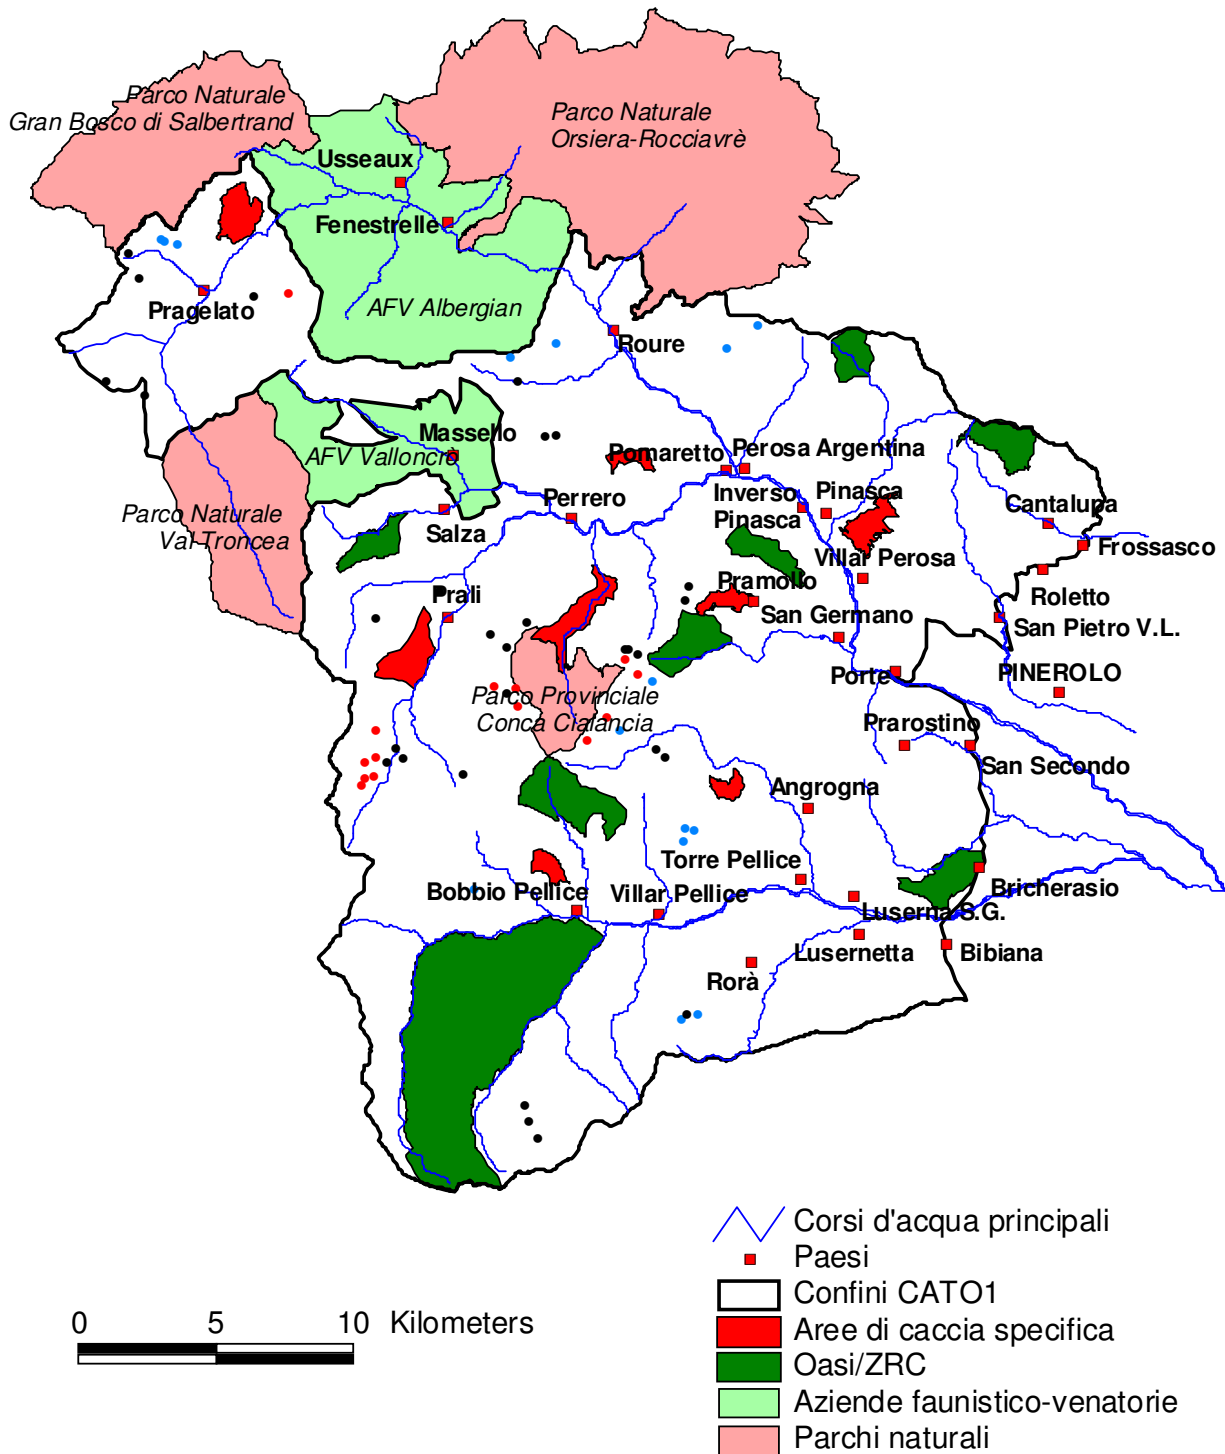 Parco Naturale
Gran Bosco di Salbertrand
Parco Naturale
Orsiera-Rocciavrè
Usseaux
Fenestrelle
Pragelato
AFV Albergian
Roure
Massello
AFV Valloncrò
Pomaretto
Perosa Argentina
Perrero
Inverso
Pinasca
Pinasca
Cantalupa
Parco Naturale
Val Troncea
Salza
Frossasco
Villar Perosa
Prali
Pramollo
San Germano
Roletto
San Pietro V.L.
Porte
PINEROLO
Parco Provinciale
Conca Cialancia
Prarostino
San Secondo
Angrogna
Torre Pellice
Bobbio Pellice
Villar Pellice
Bricherasio
Luserna S.G.
Lusernetta
Bibiana
Rorà
Corsi d'acqua principali
Paesi
Confini CATO1
0 5 10 Kilometers
Aree di caccia specifica
Oasi/ZRC
Aziende faunistico-venatorie
Parchi naturali